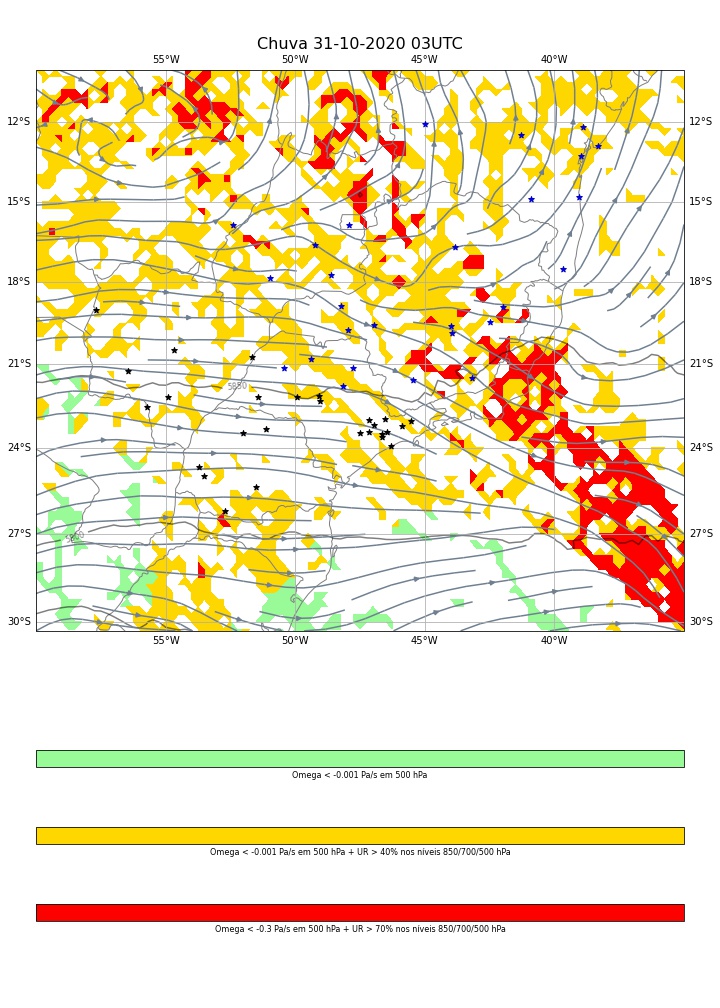 Chuva 31-10-2020 03UTC
55°W 50°W 45°W 40°W
12°S 12°S
15°S 15°S
18°S 18°S
21°S 21°S
5850
24°S 24°S
27°S 27°S
30°S 30°S
55°W 50°W 45°W 40°W
Omega < -0.001 Pa/s em 500 hPa
Omega < -0.001 Pa/s em 500 hPa + UR > 40% nos níveis 850/700/500 hPa
Omega < -0.3 Pa/s em 500 hPa + UR > 70% nos níveis 850/700/500 hPa